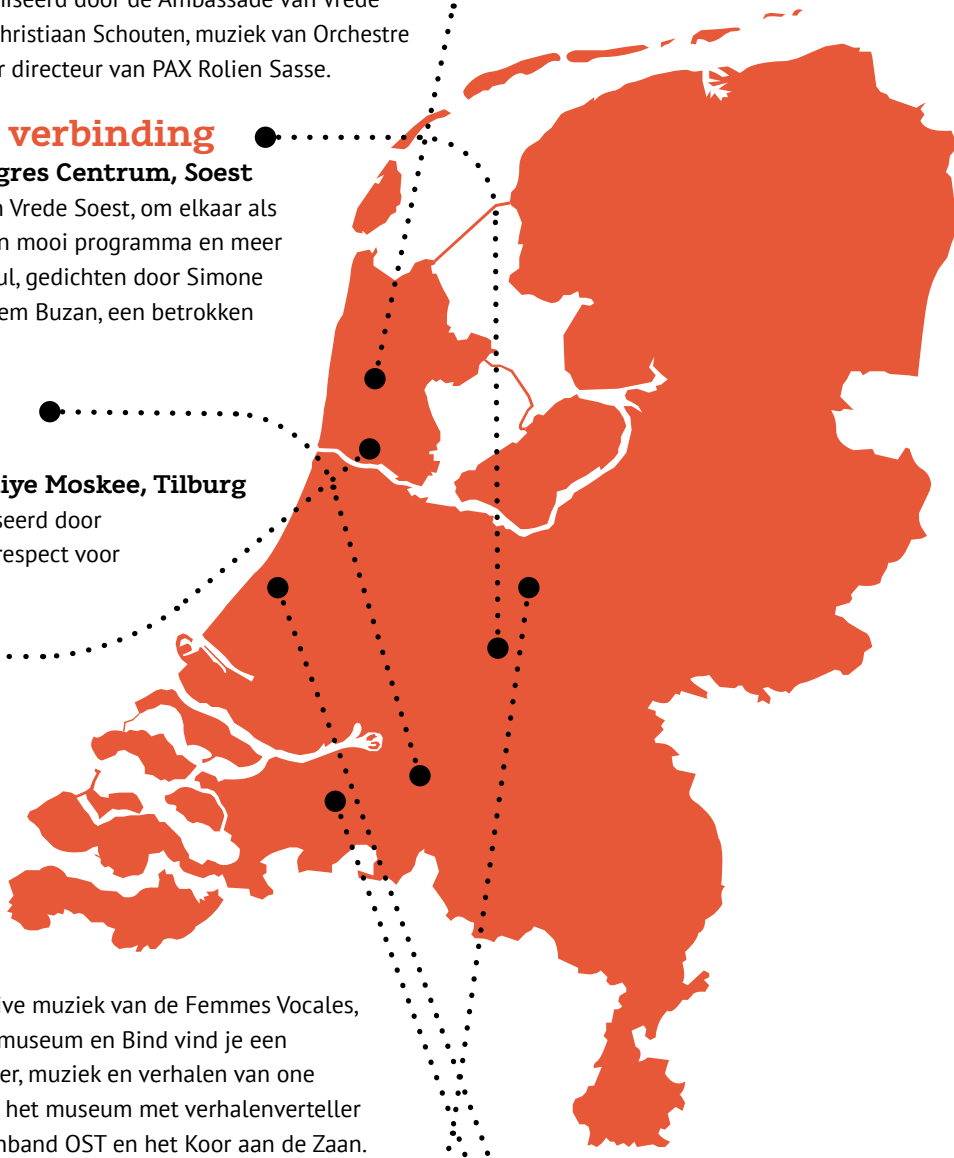 niseerd door de Ambassade van Vrede
hristiaan Schouten, muziek van Orchestre
r directeur van PAX Rolien Sasse.
verbinding
gres Centrum, Soest
n Vrede Soest, om elkaar als
n mooi programma en meer
ul, gedichten door Simone
em Buzan, een betrokken
iye Moskee, Tilburg
seerd door
respect voor
ive muziek van de Femmes Vocales,
museum en Bind vind je een
er, muziek en verhalen van one
het museum met verhalenverteller
nband OST en het Koor aan de Zaan.